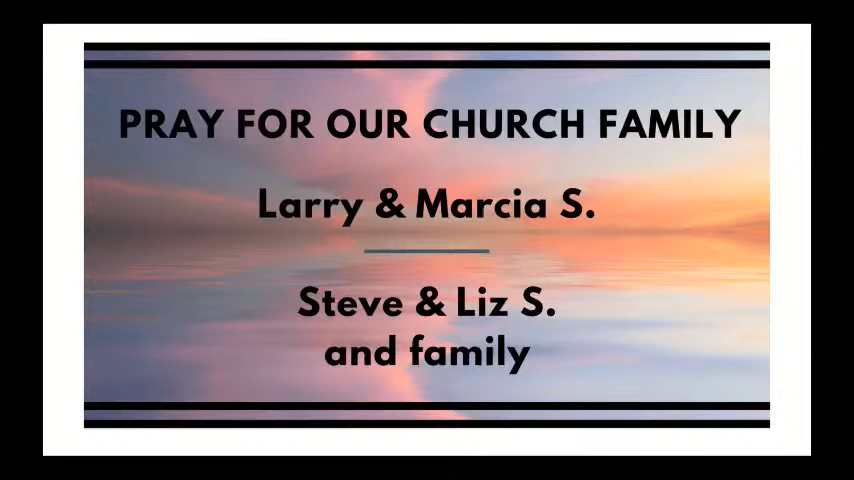 PRAY FOR OUR CHURCH FAMILY
Larry & Marcia S.
Steve & Liz S.
and family